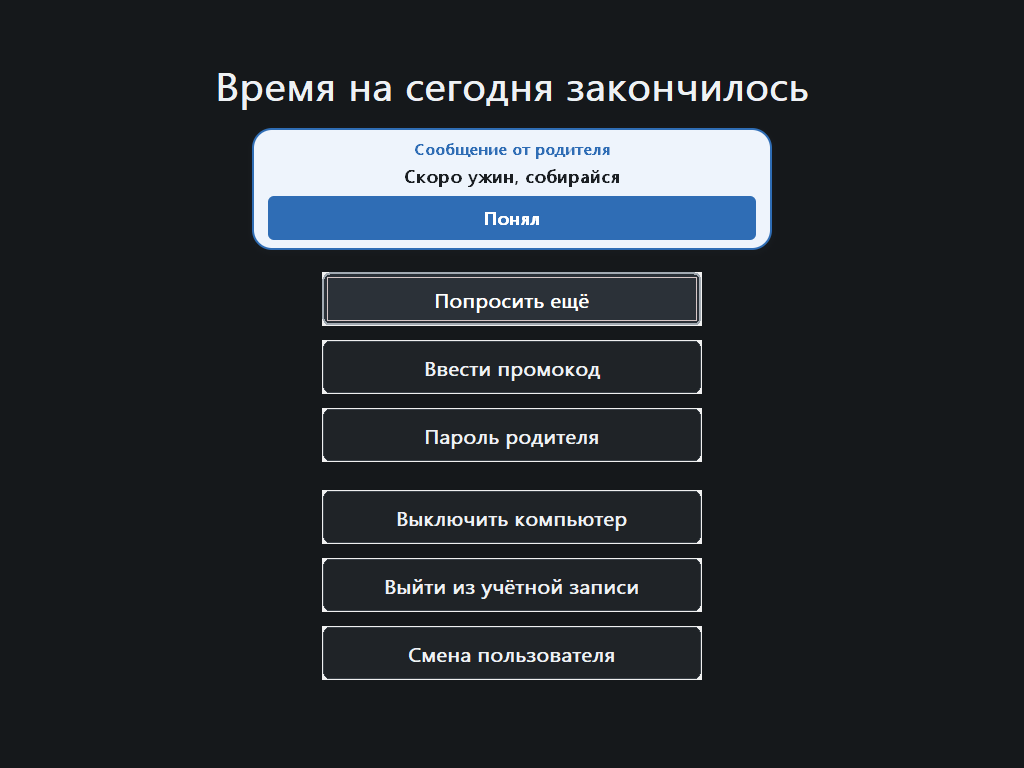 Время на сегодня закончилось
Сообщение от родителя
Скоро ужин, собирайся
Понял
Попросить ещё
Ввести промокод
Пароль родителя
Выключить компьютер
Выйти из учётной записи
Смена пользователя